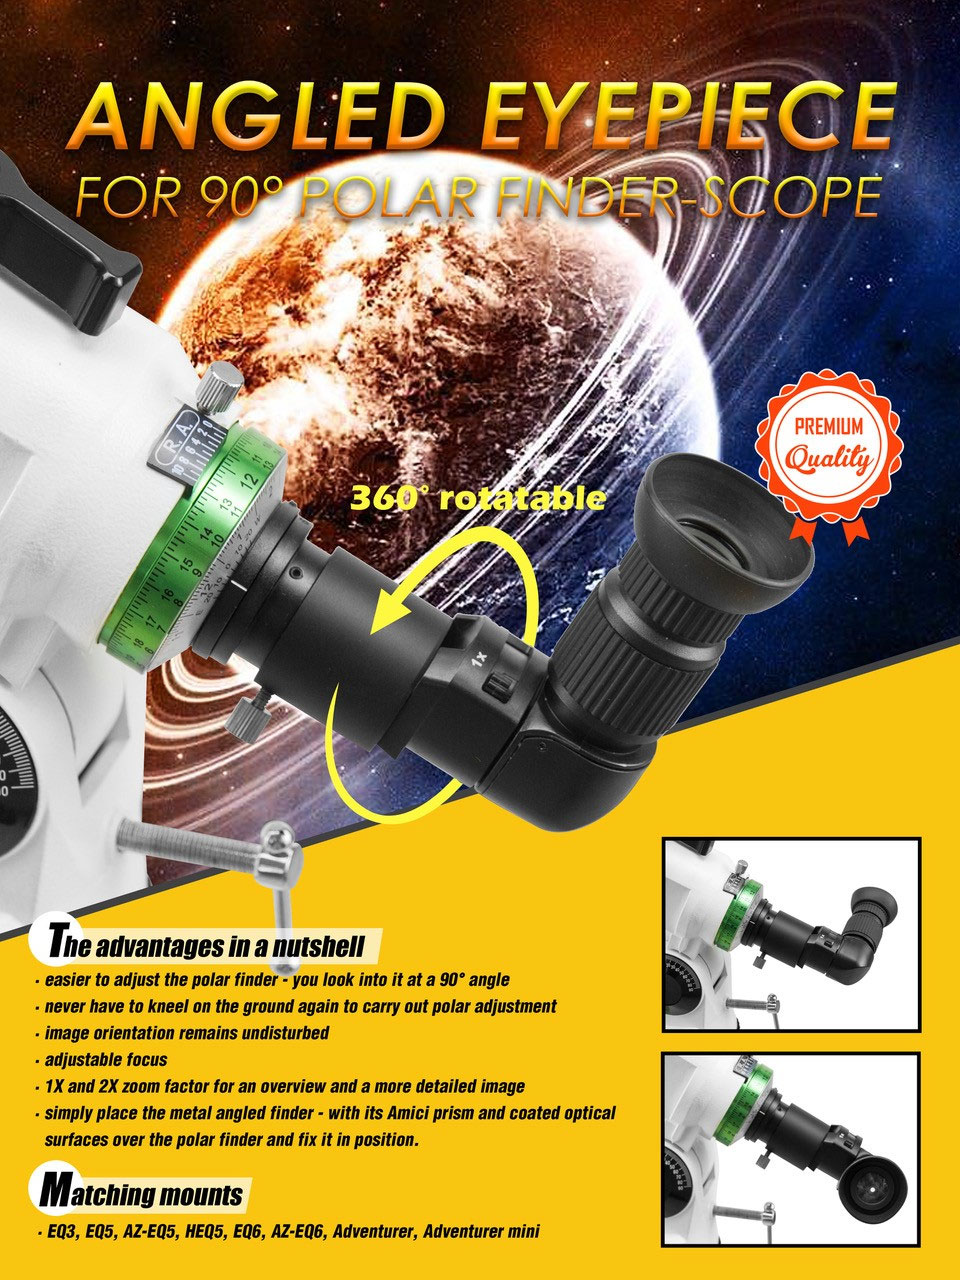 ANGLED EYEPIECE
FOR 90° POLAR FINDER-SCOPE
PREMIUM
Quality
360° rotatable
R.A.
1x
The advantages in a nutshell
· easier to adjust the polar finder - you look into it at a 90° angle
· never have to kneel on the ground again to carry out polar adjustment
· image orientation remains undisturbed
· adjustable focus
· 1X and 2X zoom factor for an overview and a more detailed image
· simply place the metal angled finder - with its Amici prism and coated optical
surfaces over the polar finder and fix it in position.
Matching mounts
· EQ3, EQ5, AZ-EQ5, HEQ5, EQ6, AZ-EQ6, Adventurer, Adventurer mini